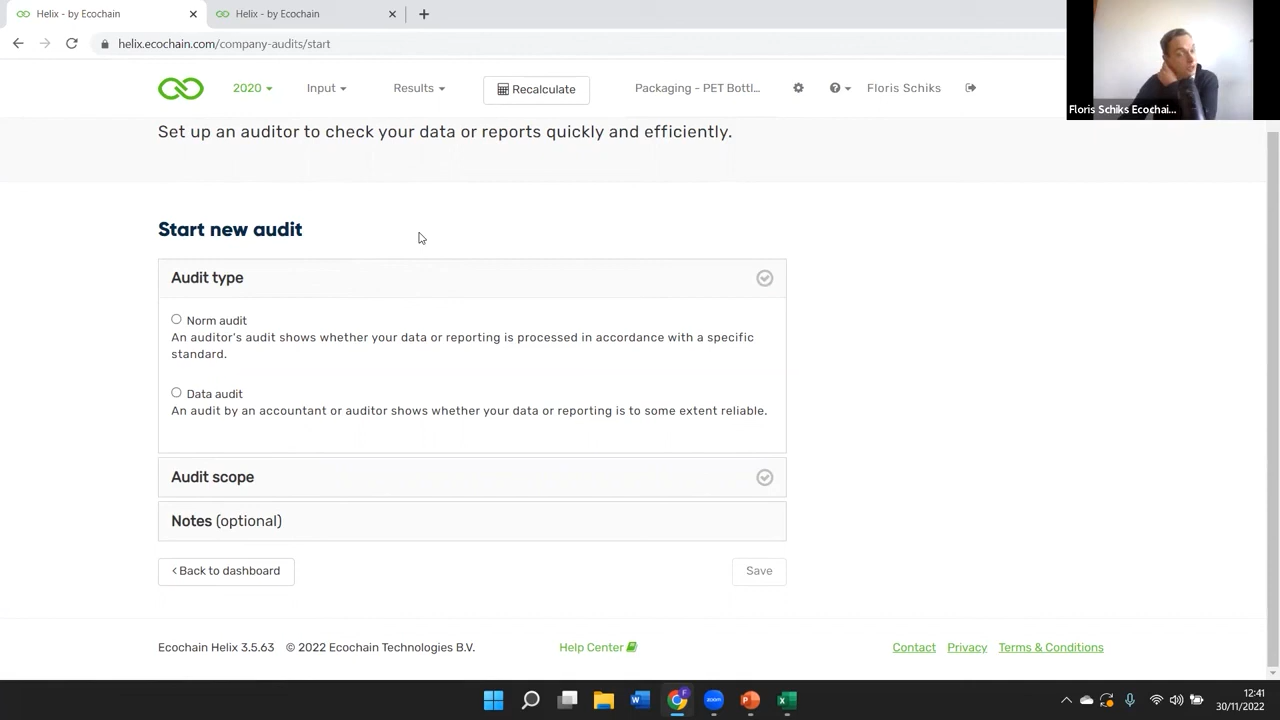 Helix - by Ecochain
Helix - by Ecochain
helix.ecochain.com/company-audits/start
2020
Input
Results
Recalculate
Packaging - PET Bottl...
Floris Schiks
Floris Schiks Ecochai...
Set up an auditor to check your data or reports quickly and efficiently.
Start new audit
Audit type
Norm audit
An auditor's audit shows whether your data or reporting is processed in accordance with a specific
standard.
Data audit
An audit by an accountant or auditor shows whether your data or reporting is to some extent reliable.
Audit scope
Notes (optional)
< Back to dashboard
Save
Ecochain Helix 3.5.63 © 2022 Ecochain Technologies B.V.
Help Center
Contact Privacy Terms & Conditions
zoom
12:41
30/11/2022